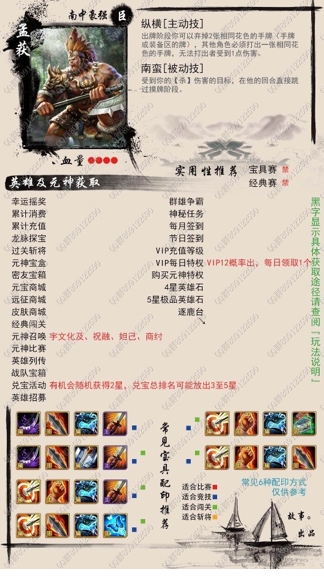 南中豪强
臣
孟获
纵横[主动技]
出牌阶段你可以弃掉2张相同花色的手牌（手牌
或装备区的牌），其他角色必须打出一张相同花
色的手牌，无法打出者受到1点伤害。
南蛮[被动技]
受到你的【杀】伤害的目标，在他的回合直接跳
过摸牌阶段。
血量
实用性推荐
宝具赛 禁
经典赛 禁
英雄及元神获取
幸运摇奖
累计消费
累计充值
龙脉探宝
过关斩将
元神宝盒
密友宝箱
元宝商城
远征商城
皮肤商城
经典闯关
元神召唤 宇文化及、祝融、妲己、商纣
元神比赛
英雄列传
战队宝箱
兑宝活动 有机会随机获得2星，兑宝总排名可能放出3至5星
英雄招募
群雄争霸
神秘任务
每月签到
节日签到
VIP充值等级
VIP每日特权 VIP12概率出，每日领取1个
购买元神特权
4星英雄石
5星极品英雄石
逐鹿台
黑字显示具体获取途径请查阅『玩法说明』
常见宝具配印推荐
适合比赛
适合竞技
适合闯关
适合斩将
常见6种配印方式
仅供参考
故事。
出品